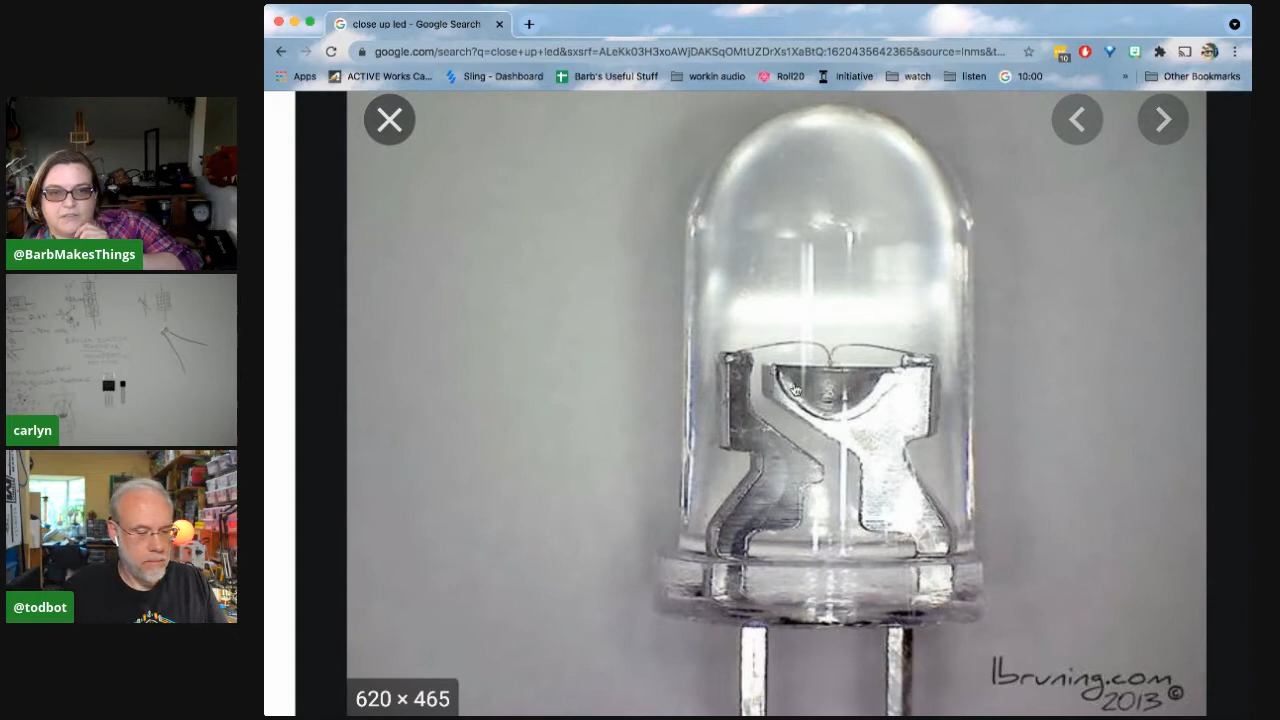 close up led - Google Search
google.com/search?q=close+up+led&sxsrf=ALeKk03H3xoAWjDAKSqOMtUZDrXs1XaBtQ:1620435642365&source=lnms&t...
10
Apps
ACTIVE Works Ca...
Sling - Dashboard
Barb's Useful Stuff
workin audio
Roll20
Initiative
watch
listen
10:00
»
Other Bookmarks
@BarbMakesThings
carlyn
@todbot
620 × 465
lbruning.com
2013 ©